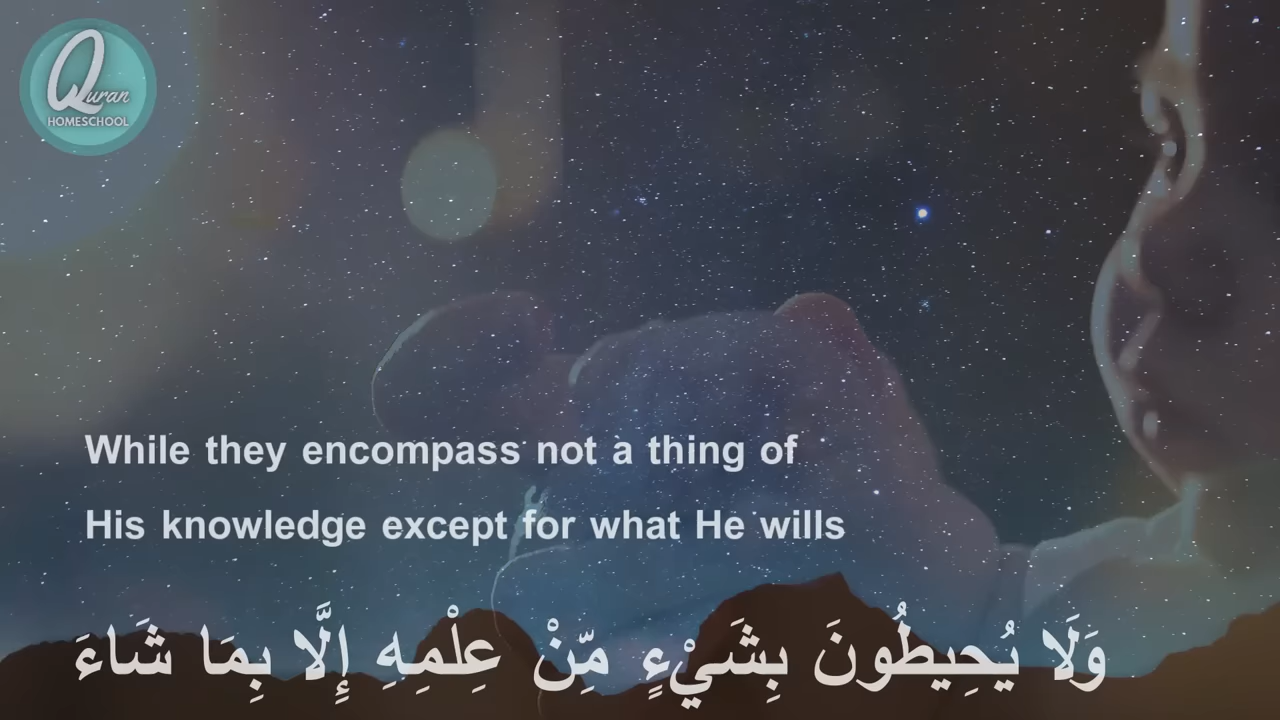 Quran
HOMESCHOOL
While they encompass not a thing of
His knowledge except for what He wills
وَلَا يُحِيطُونَ بِشَيْءٍ مِّنْ عِلْمِهِ إِلَّا بِمَا شَاءَ